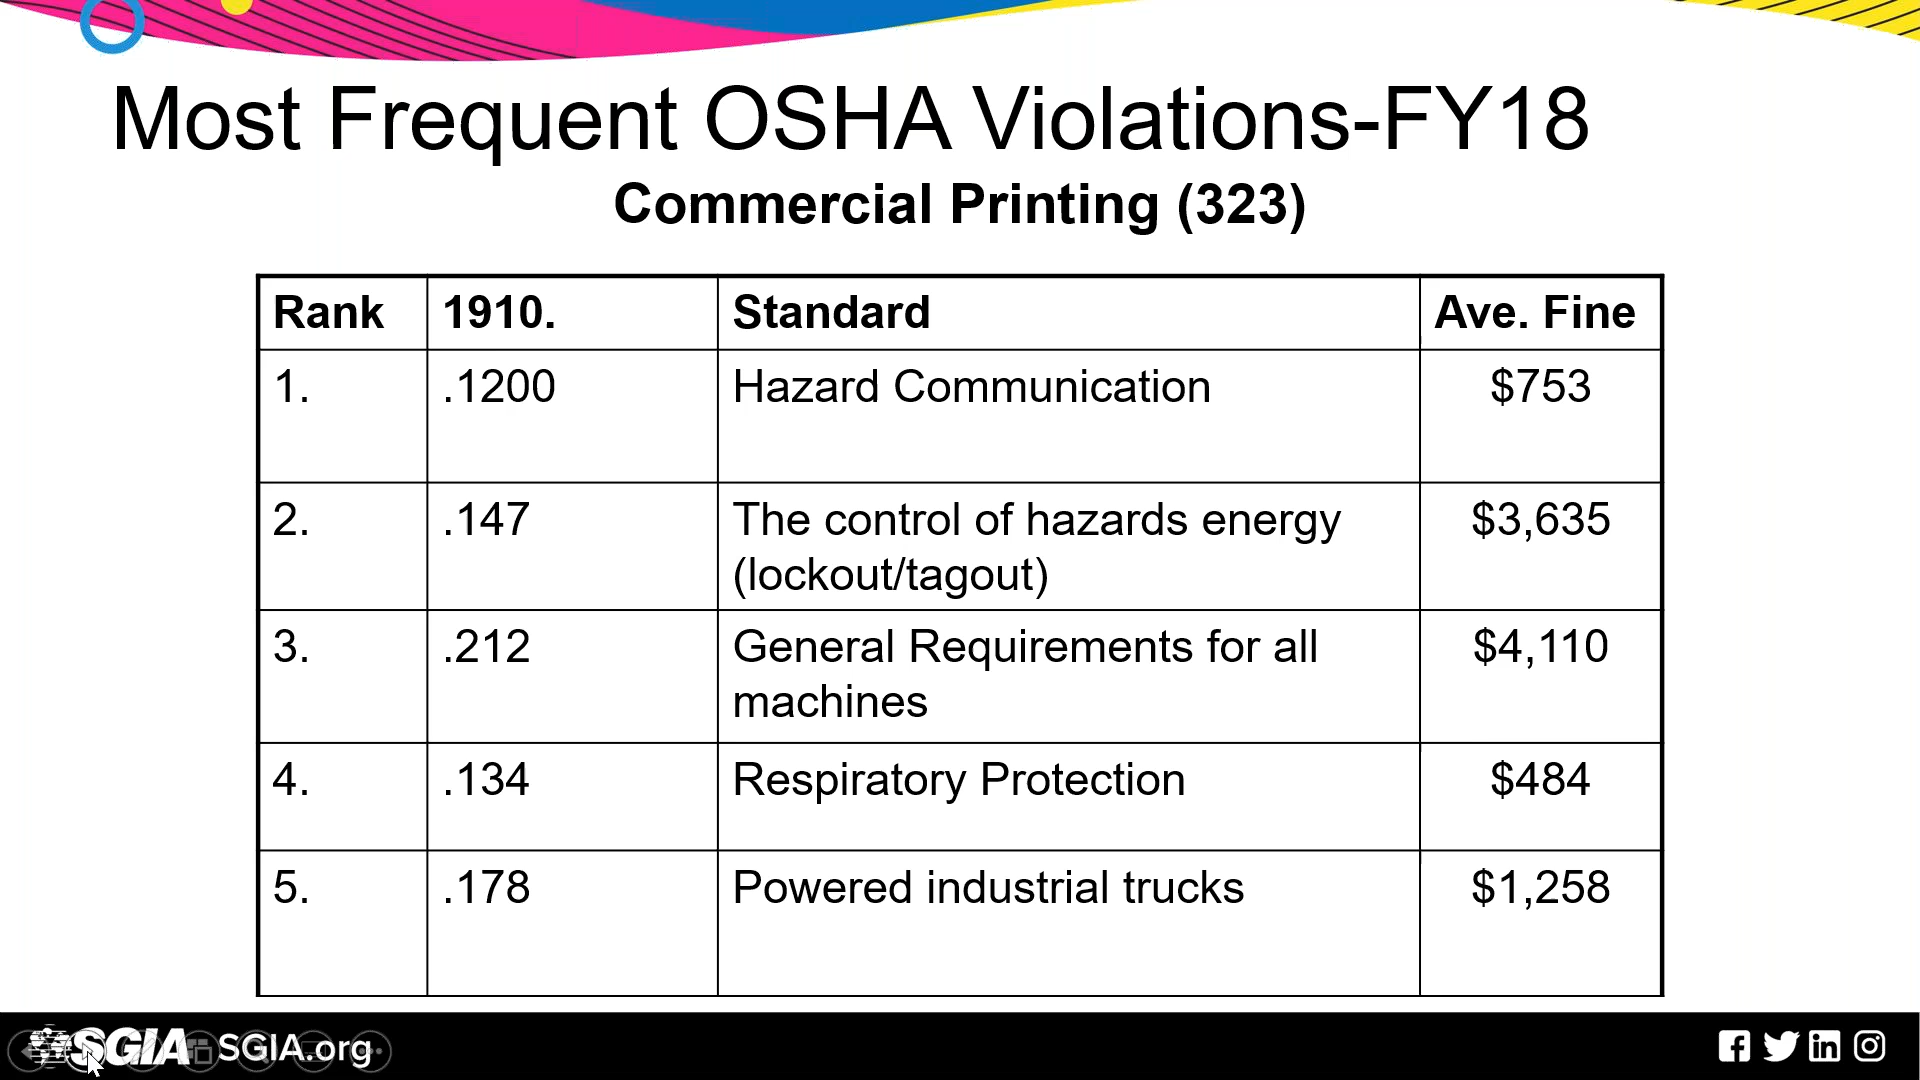 Most Frequent OSHA Violations-FY18
Commercial Printing (323)
Rank 1910. Standard Ave. Fine
1. .1200 Hazard Communication $753
2. .147 The control of hazards energy $3,635
(lockout/tagout)
3. .212 General Requirements for all $4,110
machines
4. .134 Respiratory Protection $484
5. .178 Powered industrial trucks $1,258
SGIA SGIA.org